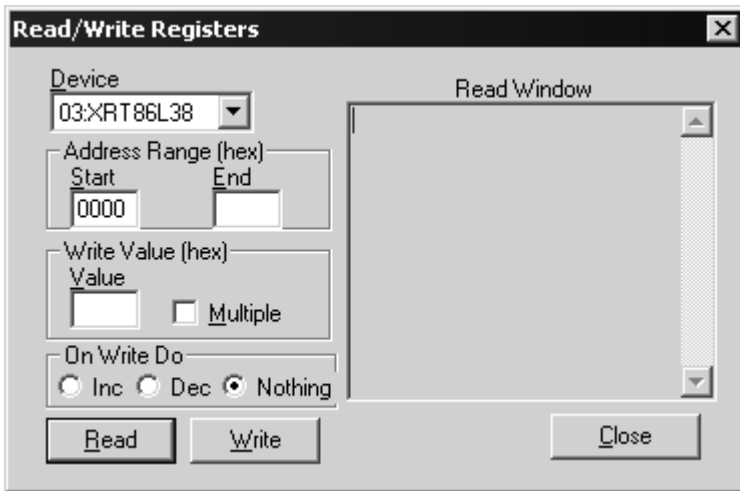 Read/Write Registers
Device
03:XRT86L38
Address Range (hex)
Start End
0000
Write Value (hex)
Value
Multiple
On Write Do
Inc Dec Nothing
Read Write
Read Window
Close